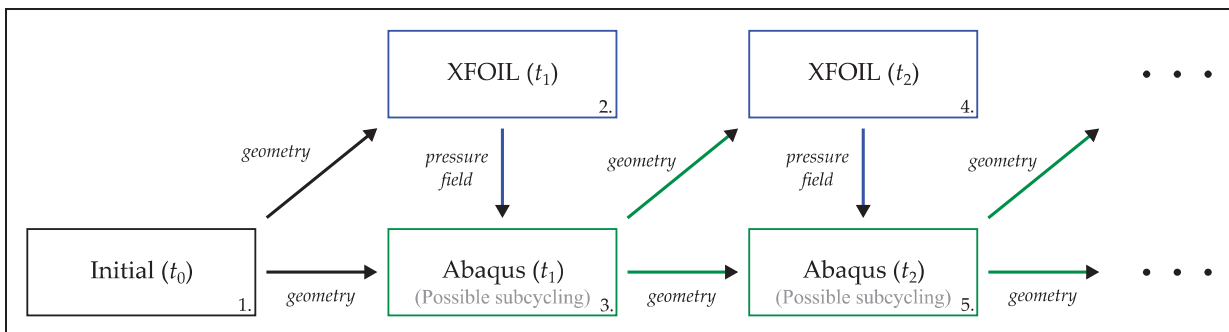 XFOIL (t₁)
2.
XFOIL (t₂)
4.
• • •
geometry
pressure
field
geometry
pressure
field
geometry
Initial (t₀)
1.
geometry
Abaqus (t₁)
(Possible subcycling)
3.
geometry
Abaqus (t₂)
(Possible subcycling)
5.
geometry
• • •